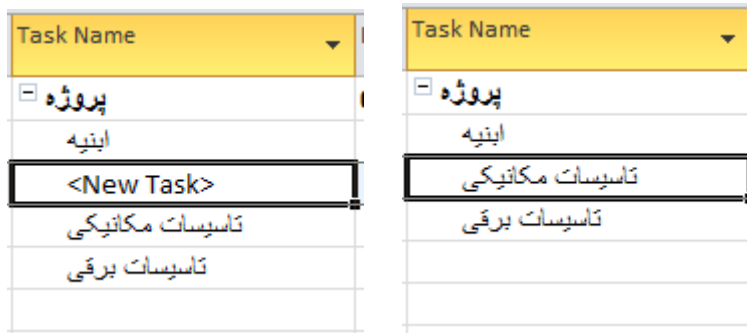 Task Name
پروژه
ابنیه
<New Task>
تاسیسات مکانیکی
تاسیسات برقی
Task Name
پروژه
ابنیه
تاسیسات مکانیکی
تاسیسات برقی